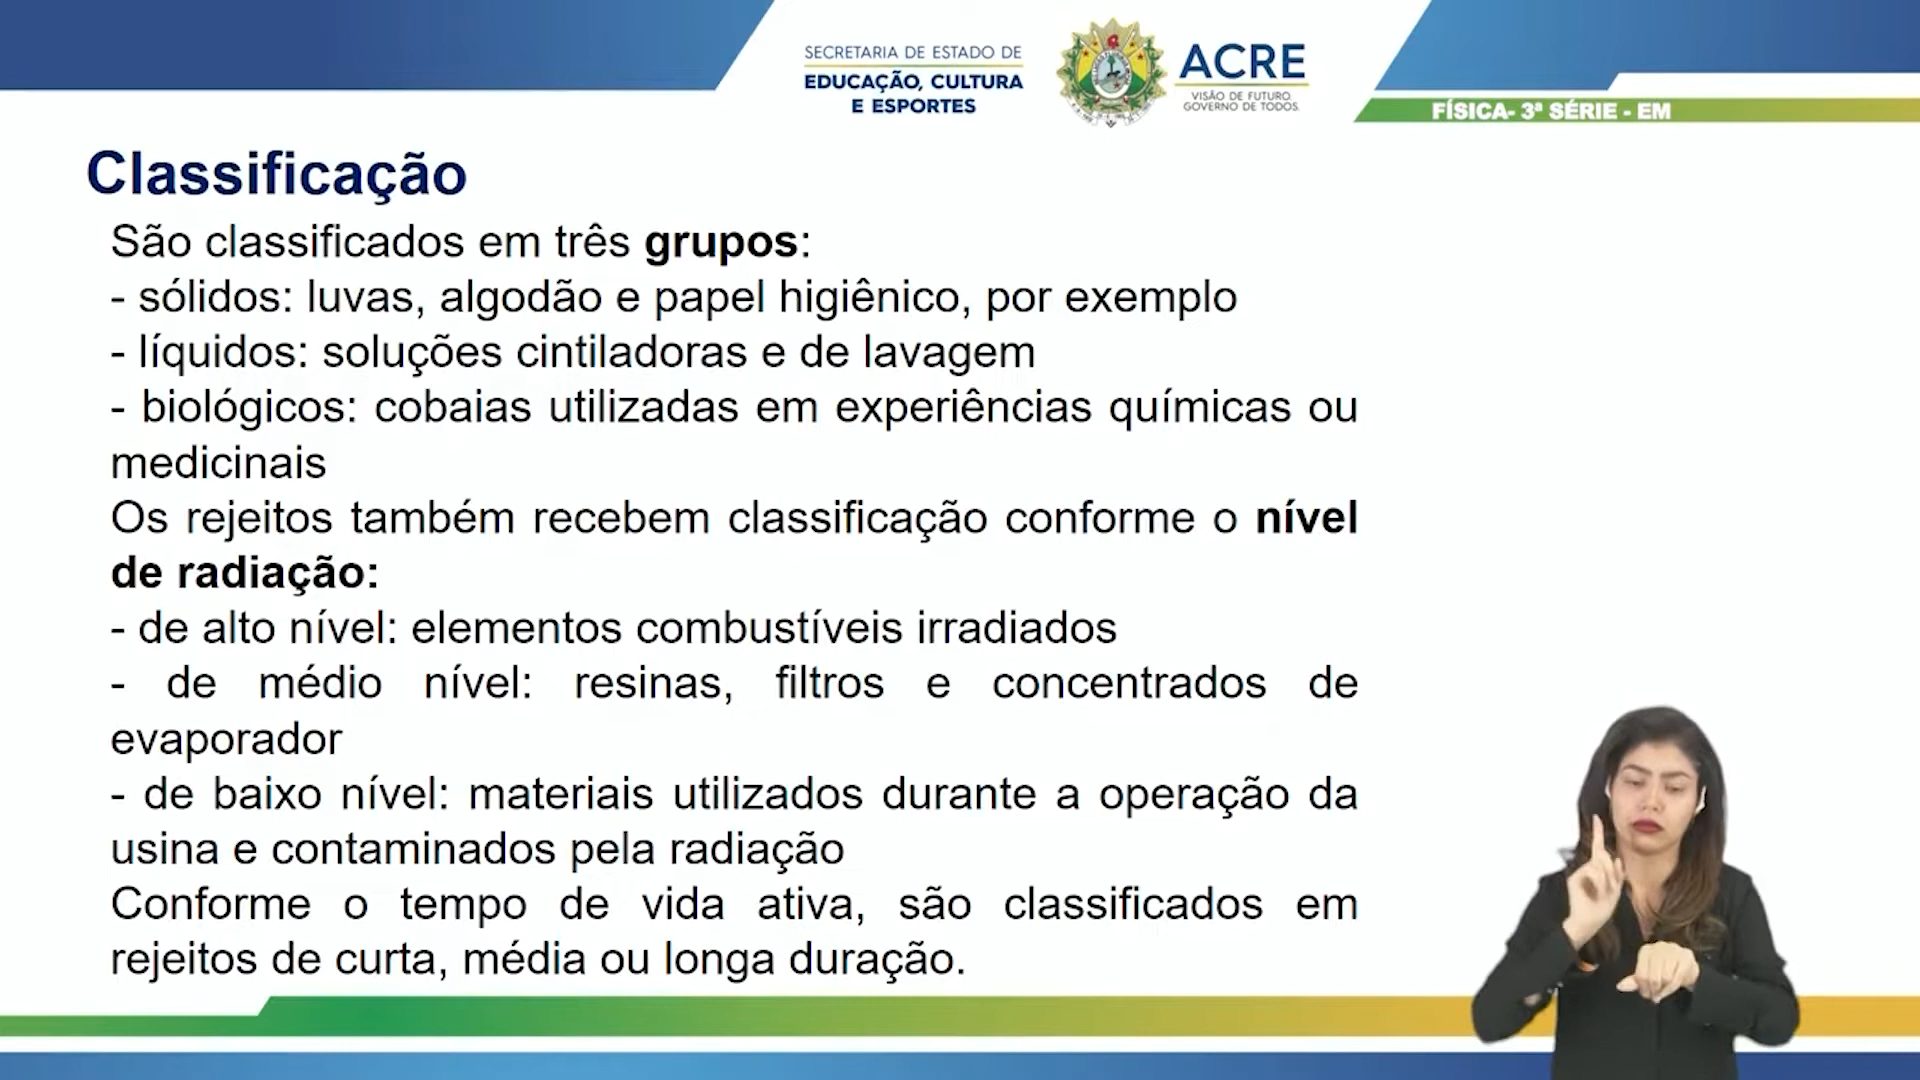 SECRETARIA DE ESTADO DE
EDUCAÇÃO, CULTURA
E ESPORTES
ACRE
VISÃO DE FUTURO.
GOVERNO DE TODOS.
FÍSICA- 3ª SÉRIE - EM
Classificação
São classificados em três grupos:
- sólidos: luvas, algodão e papel higiênico, por exemplo
- líquidos: soluções cintiladoras e de lavagem
- biológicos: cobaias utilizadas em experiências químicas ou
medicinais
Os rejeitos também recebem classificação conforme o nível
de radiação:
- de alto nível: elementos combustíveis irradiados
- de médio nível: resinas, filtros e concentrados de
evaporador
- de baixo nível: materiais utilizados durante a operação da
usina e contaminados pela radiação
Conforme o tempo de vida ativa, são classificados em
rejeitos de curta, média ou longa duração.